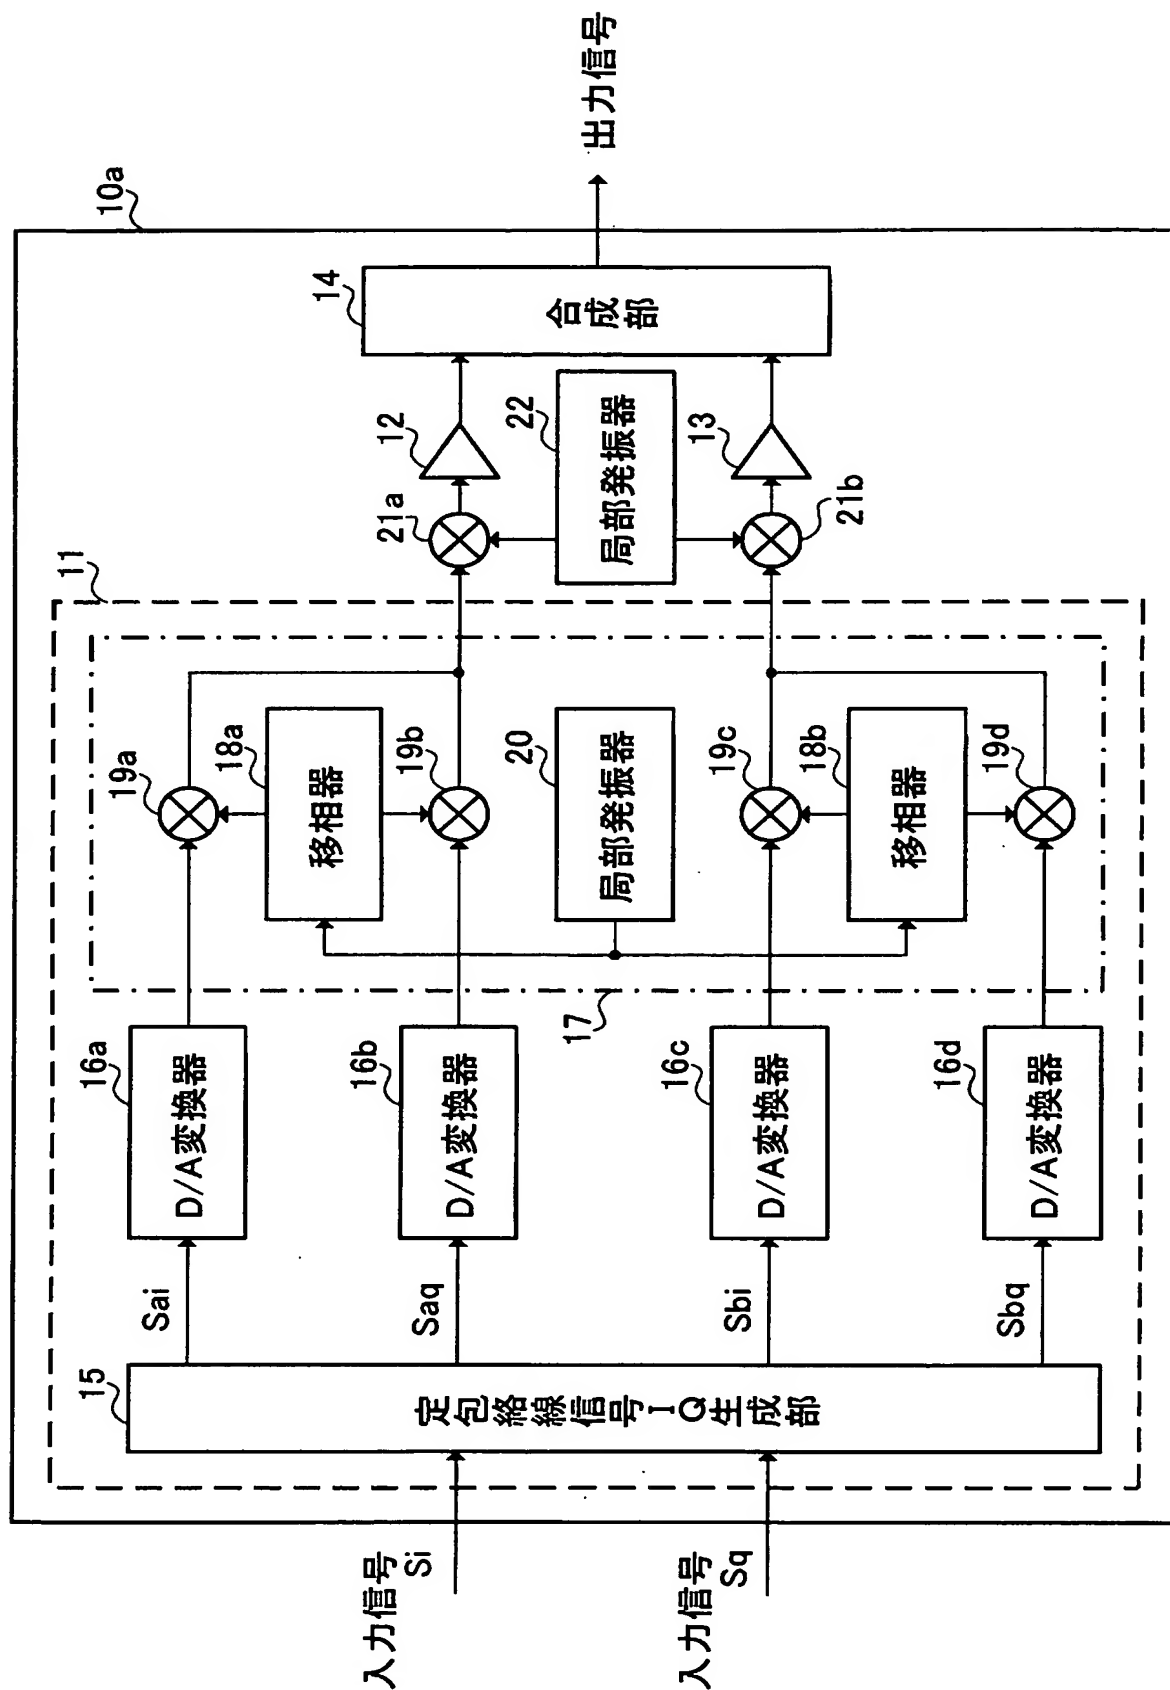 10a
11
入力信号
Si
入力信号
Sq
15
定包絡線信号IQ生成部
Sai
Saq
Sbi
Sbq
16a
D/A変換器
16b
D/A変換器
16c
D/A変換器
16d
D/A変換器
17
19a
18a
移相器
19b
20
局部発振器
19c
18b
移相器
19d
21a
12
22
局部発振器
13
21b
14
合成部
出力信号